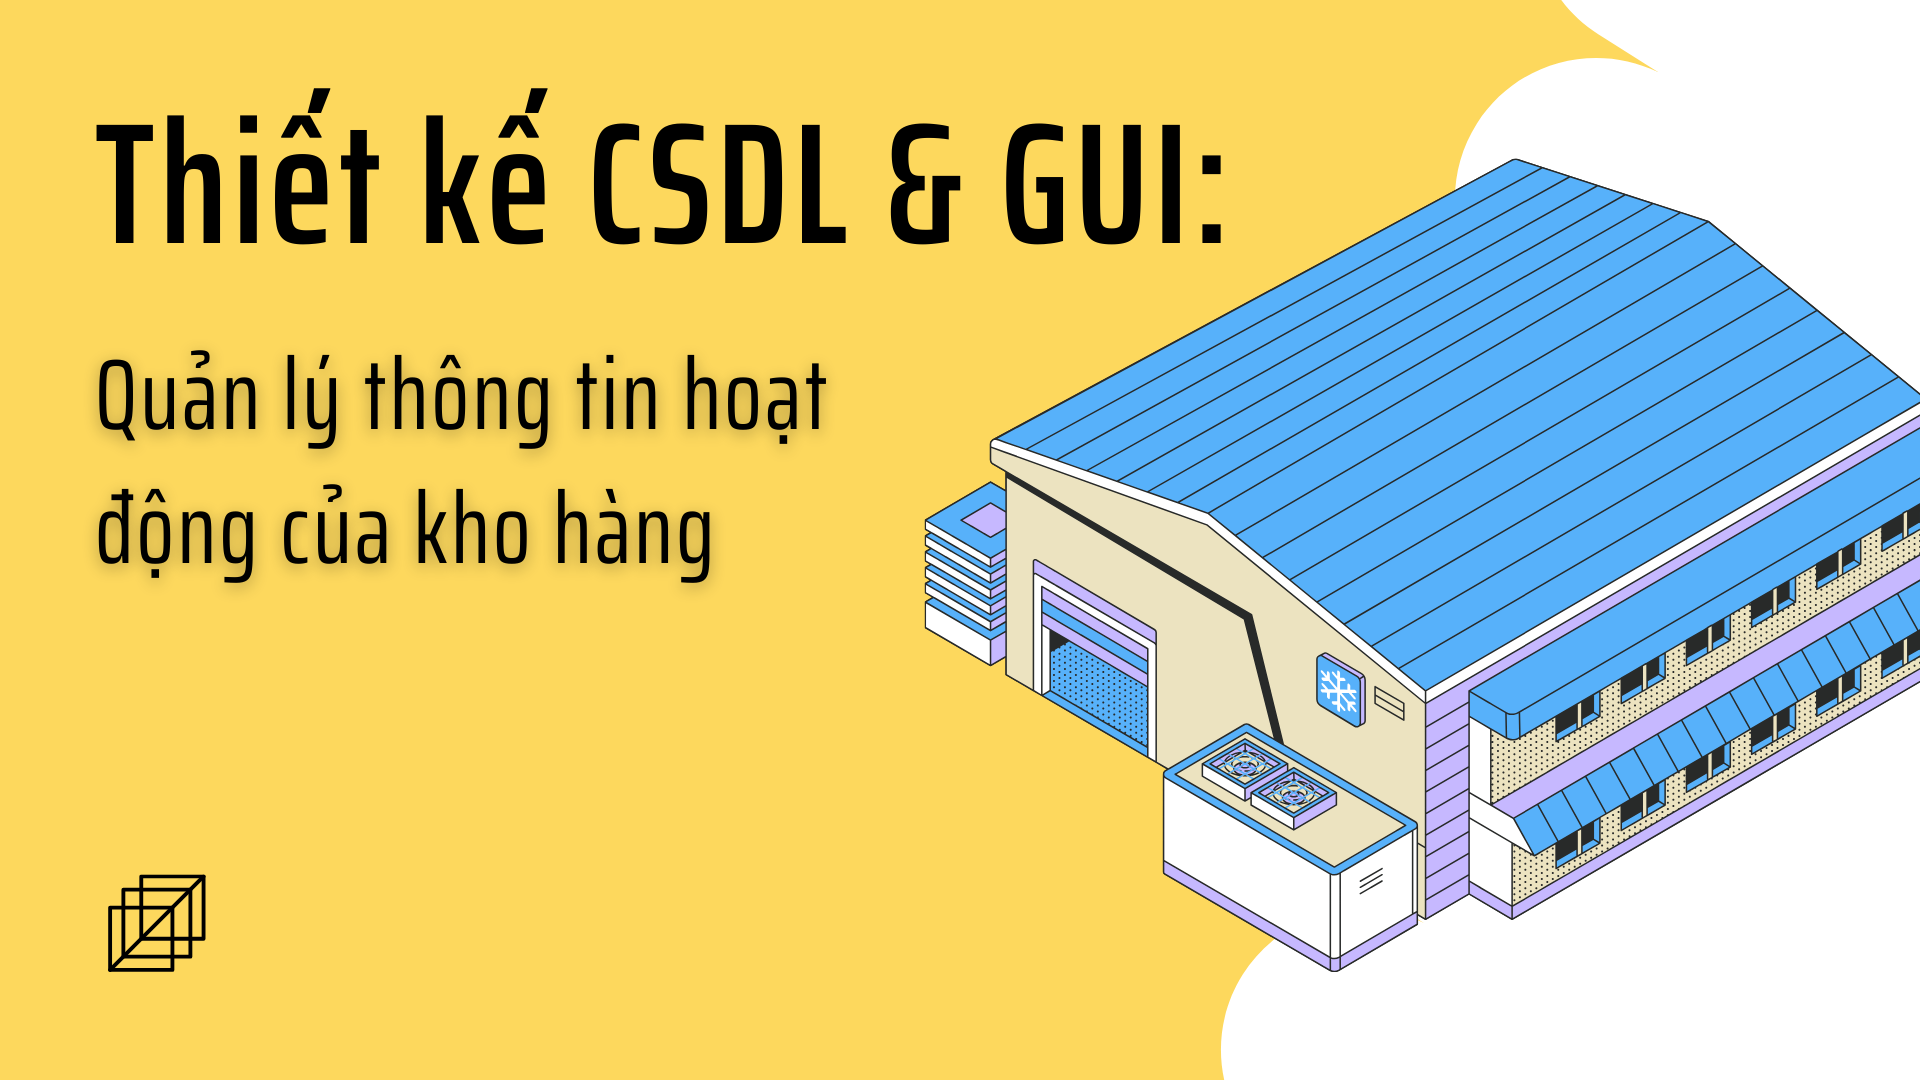 Thiết kế CSDL & GUI:
Quản lý thông tin hoạt
động của kho hàng